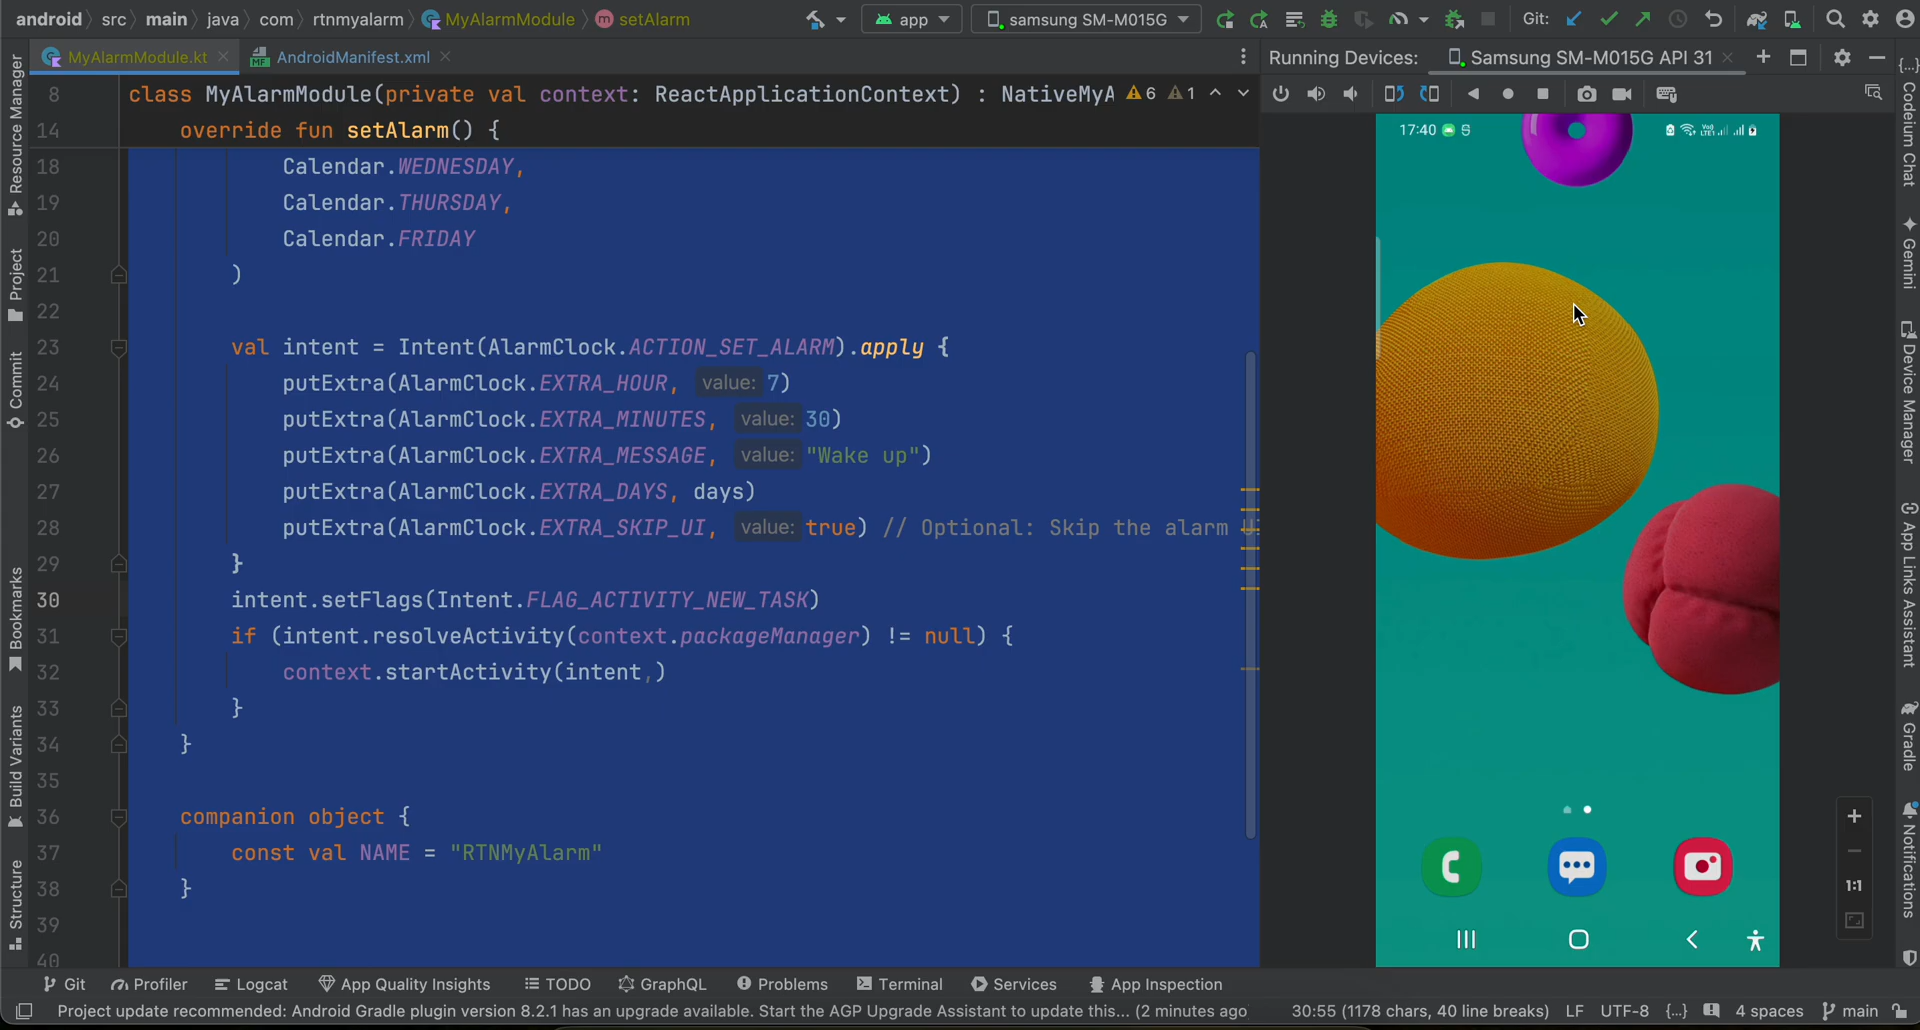 android src main java com rtnmyalarm MyAlarmModule setAlarm
app samsung SM-M015G Git:
MyAlarmModule.kt AndroidManifest.xml
Running Devices: Samsung SM-M015G API 31
8 class MyAlarmModule(private val context: ReactApplicationContext) : NativeMyA 6 1
14 override fun setAlarm() {
18 Calendar.WEDNESDAY,
19 Calendar.THURSDAY,
20 Calendar.FRIDAY
21 )
22
23 val intent = Intent(AlarmClock.ACTION_SET_ALARM).apply {
24 putExtra(AlarmClock.EXTRA_HOUR, value: 7)
25 putExtra(AlarmClock.EXTRA_MINUTES, value: 30)
26 putExtra(AlarmClock.EXTRA_MESSAGE, value: "Wake up")
27 putExtra(AlarmClock.EXTRA_DAYS, days)
28 putExtra(AlarmClock.EXTRA_SKIP_UI, value: true) // Optional: Skip the alarm
29 }
30 intent.setFlags(Intent.FLAG_ACTIVITY_NEW_TASK)
31 if (intent.resolveActivity(context.packageManager) != null) {
32 context.startActivity(intent,)
33 }
34 }
35
36 companion object {
37 const val NAME = "RTNMyAlarm"
38 }
39
40
17:40
Resource Manager
Project
Commit
Bookmarks
Build Variants
Structure
1:1
{...} Codeium Chat
Gemini
Device Manager
App Links Assistant
Gradle
Notifications
Git Profiler Logcat App Quality Insights TODO GraphQL Problems Terminal Services App Inspection
Project update recommended: Android Gradle plugin version 8.2.1 has an upgrade available. Start the AGP Upgrade Assistant to update this... (2 minutes ago) 30:55 (1178 chars, 40 line breaks) LF UTF-8 {...} 4 spaces main